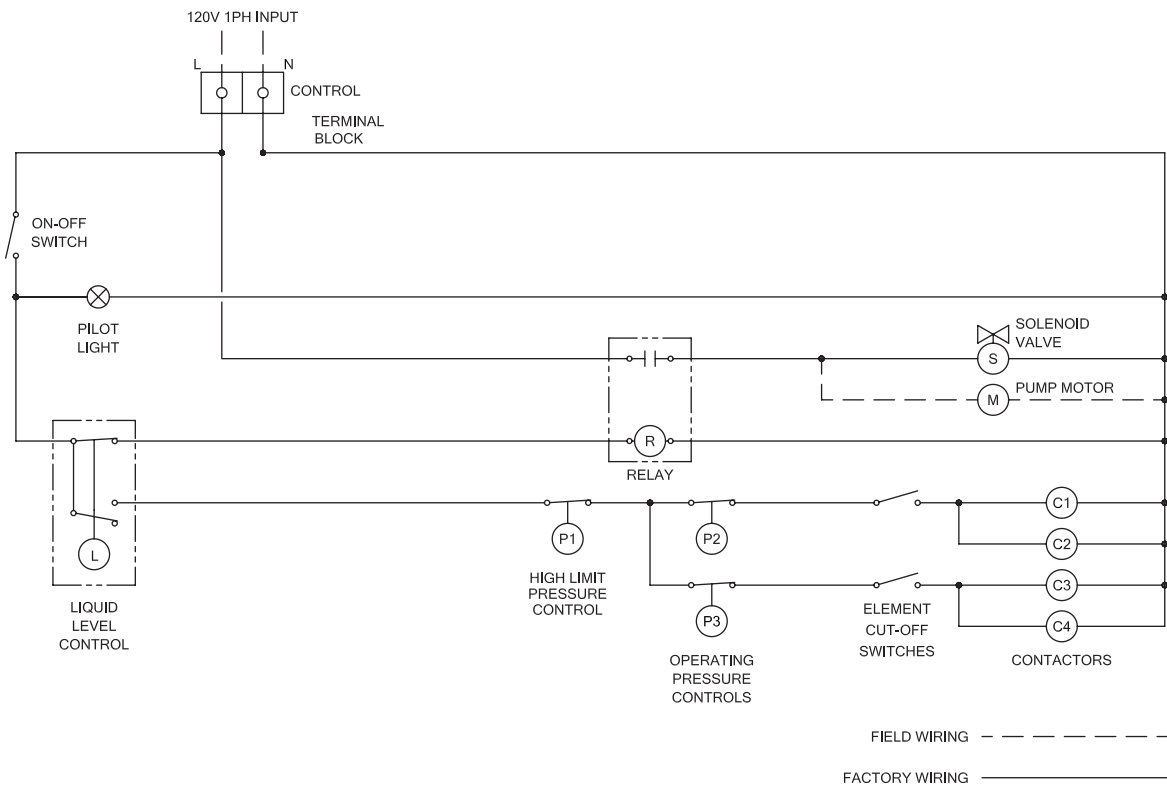 120V 1PH INPUT
L
N
CONTROL
TERMINAL
BLOCK
ON-OFF
SWITCH
PILOT
LIGHT
SOLENOID
VALVE
S
PUMP MOTOR
M
R
RELAY
L
LIQUID
LEVEL
CONTROL
P1
HIGH LIMIT
PRESSURE
CONTROL
P2
P3
OPERATING
PRESSURE
CONTROLS
ELEMENT
CUT-OFF
SWITCHES
C1
C2
C3
C4
CONTACTORS
FIELD WIRING
FACTORY WIRING